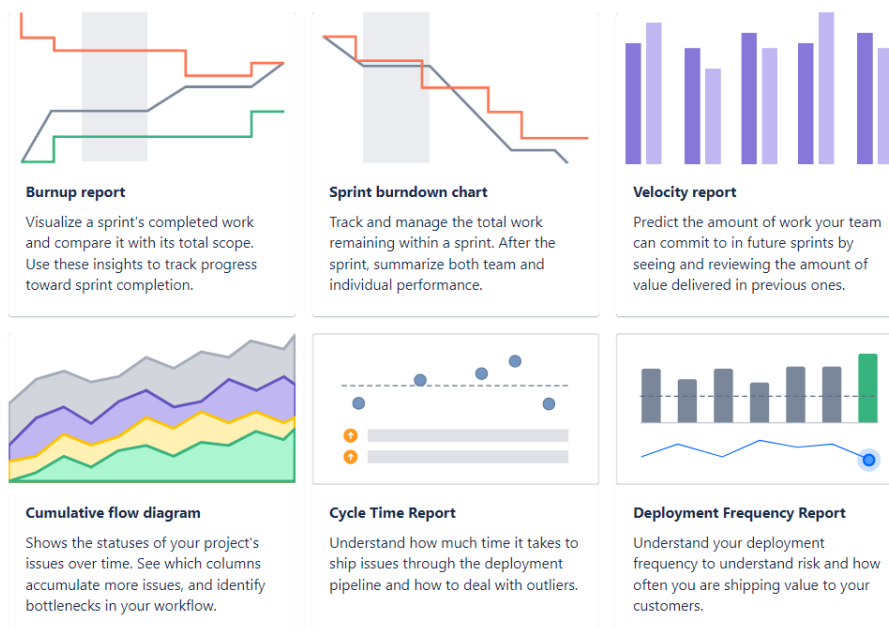 Burnup report
Visualize a sprint's completed work
and compare it with its total scope.
Use these insights to track progress
toward sprint completion.
Sprint burndown chart
Track and manage the total work
remaining within a sprint. After the
sprint, summarize both team and
individual performance.
Velocity report
Predict the amount of work your team
can commit to in future sprints by
seeing and reviewing the amount of
value delivered in previous ones.
Cumulative flow diagram
Shows the statuses of your project's
issues over time. See which columns
accumulate more issues, and identify
bottlenecks in your workflow.
Cycle Time Report
Understand how much time it takes to
ship issues through the deployment
pipeline and how to deal with outliers.
Deployment Frequency Report
Understand your deployment
frequency to understand risk and how
often you are shipping value to your
customers.